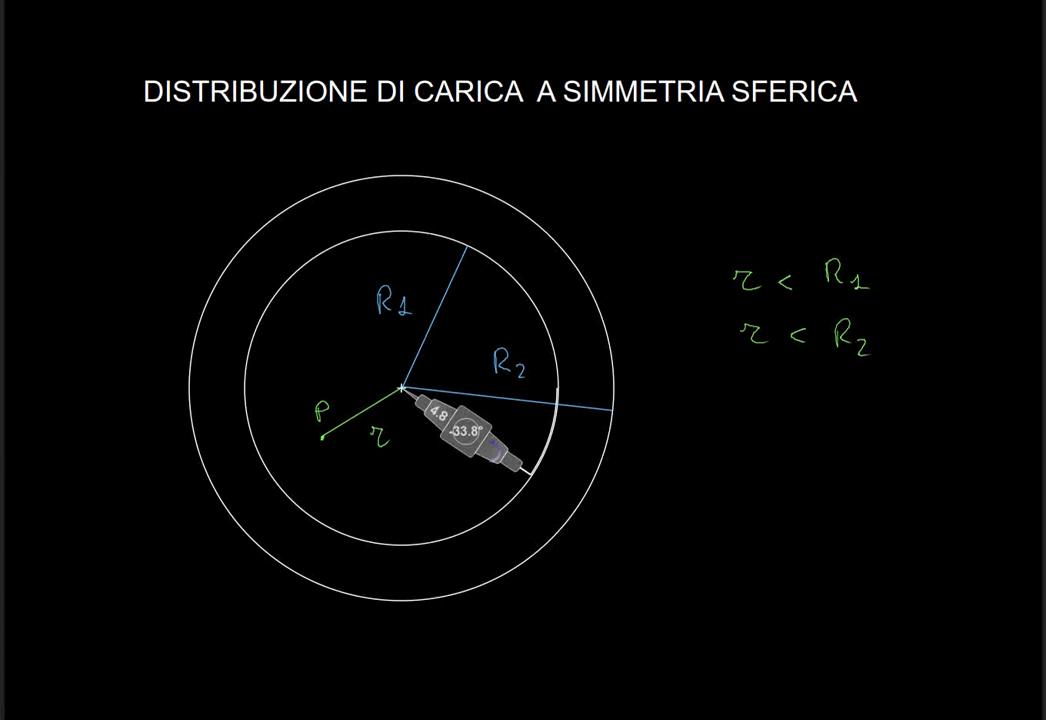 DISTRIBUZIONE DI CARICA A SIMMETRIA SFERICA
R1
R2
r < R1
r < R2
P
r
4.8
-33.8°